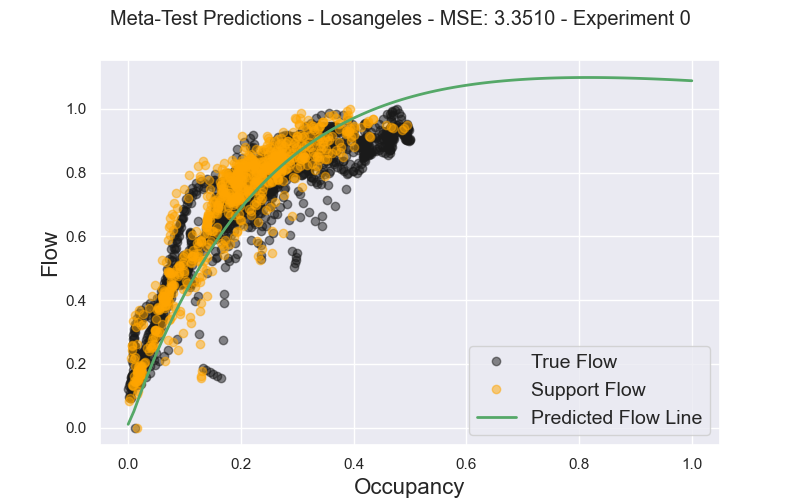 Meta-Test Predictions - Losangeles - MSE: 3.3510 - Experiment 0
1.0
0.8
0.6
0.4
0.2
0.0
Flow
True Flow
Support Flow
Predicted Flow Line
0.0 0.2 0.4 0.6 0.8 1.0
Occupancy